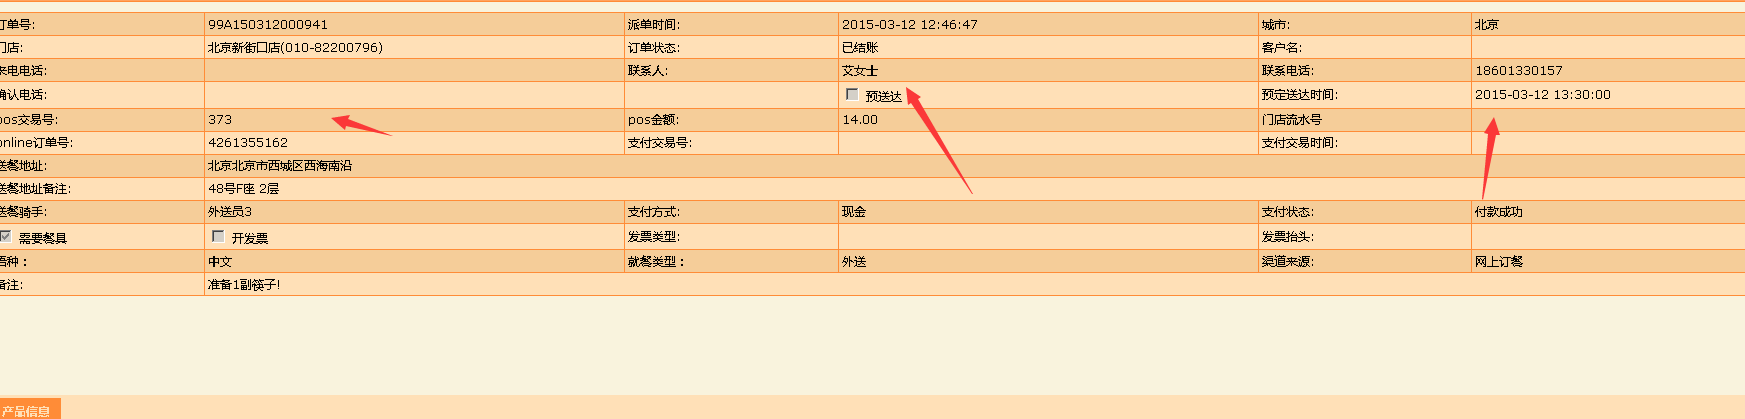 订单号: 99A150312000941 派单时间: 2015-03-12 12:46:47 城市: 北京
门店: 北京新街口店(010-82200796) 订单状态: 已结账 客户名:
来电电话: 联系人: 艾女士 联系电话: 18601330157
确认电话: 预送达 预定送达时间: 2015-03-12 13:30:00
pos交易号: 373 pos金额: 14.00 门店流水号
online订单号: 4261355162 支付交易号: 支付交易时间:
送餐地址: 北京北京市西城区西海南沿
送餐地址备注: 48号F座 2层
送餐骑手: 外送员3 支付方式: 现金 支付状态: 付款成功
需要餐具 开发票 发票类型: 发票抬头:
语种： 中文 就餐类型： 外送 渠道来源: 网上订餐
备注: 准备1副筷子!
产品信息